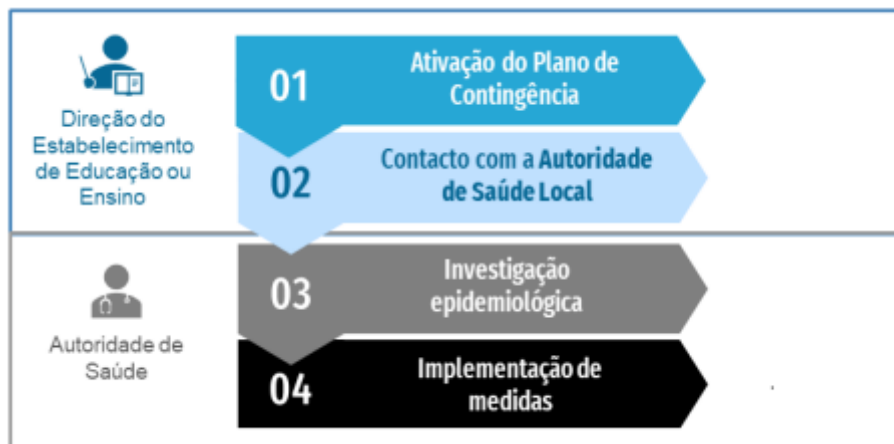 Direção do
Estabelecimento
de Educação ou
Ensino
01
Ativação do Plano de
Contingência
02
Contacto com a Autoridade
de Saúde Local
Autoridade de
Saúde
03
Investigação
epidemiológica
04
Implementação de
medidas